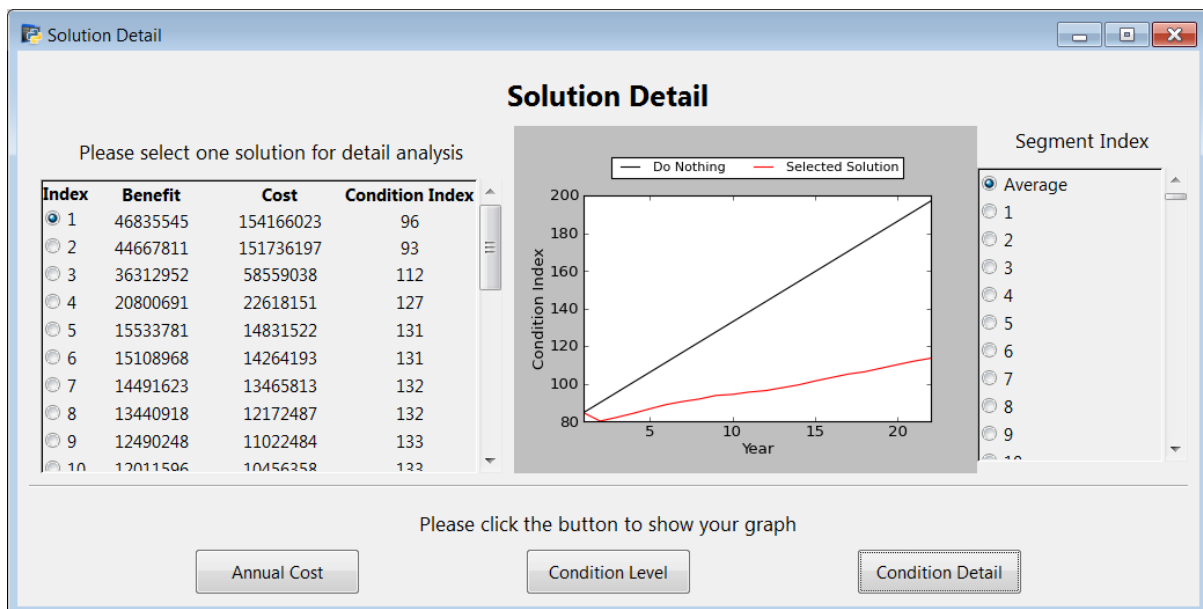 Solution Detail
Solution Detail
Please select one solution for detail analysis
Index Benefit Cost Condition Index
1 46835545 154166023 96
2 44667811 151736197 93
3 36312952 58559038 112
4 20800691 22618151 127
5 15533781 14831522 131
6 15108968 14264193 131
7 14491623 13465813 132
8 13440918 12172487 132
9 12490248 11022484 133
10 12011596 10456358 133
Do Nothing Selected Solution
200
180
160
140
120
100
80
Condition Index
5 10 15 20
Year
Segment Index
Average
1
2
3
4
5
6
7
8
9
10
Please click the button to show your graph
Annual Cost Condition Level Condition Detail